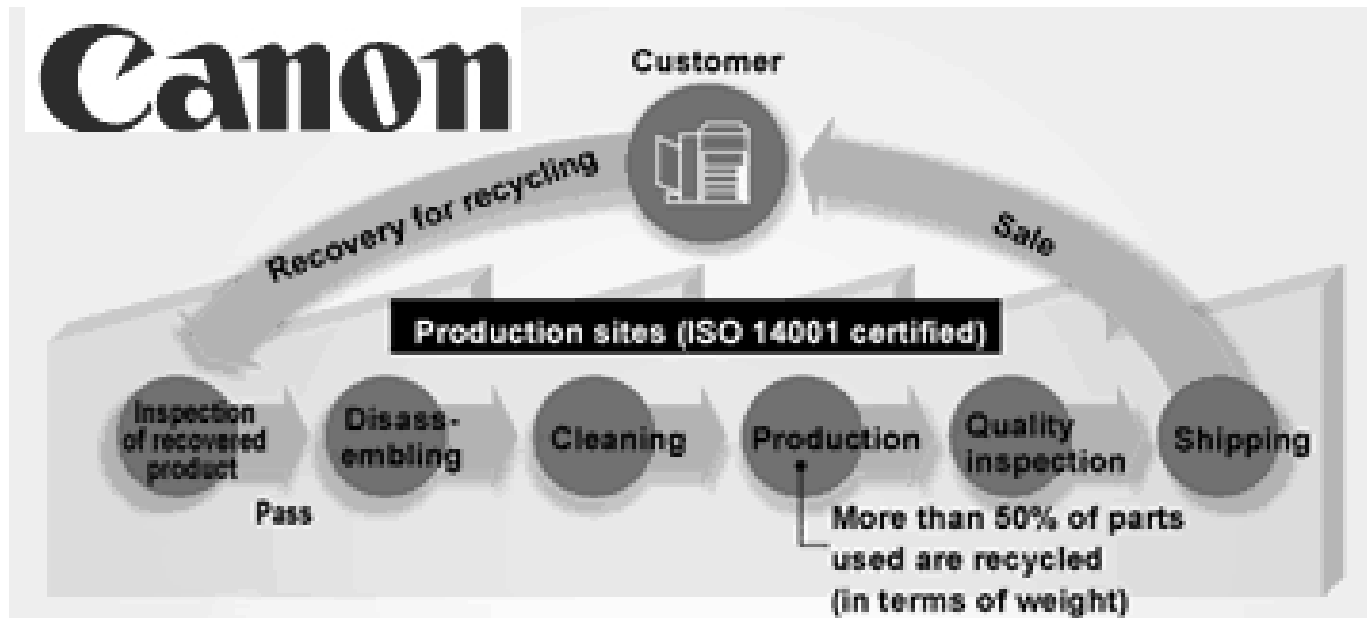 Canon
Customer
Recovery for recycling
Sale
Production sites (ISO 14001 certified)
Inspection
of recovered
product
Pass
Disass-
embling
Cleaning
Production
Quality
inspection
Shipping
More than 50% of parts
used are recycled
(in terms of weight)